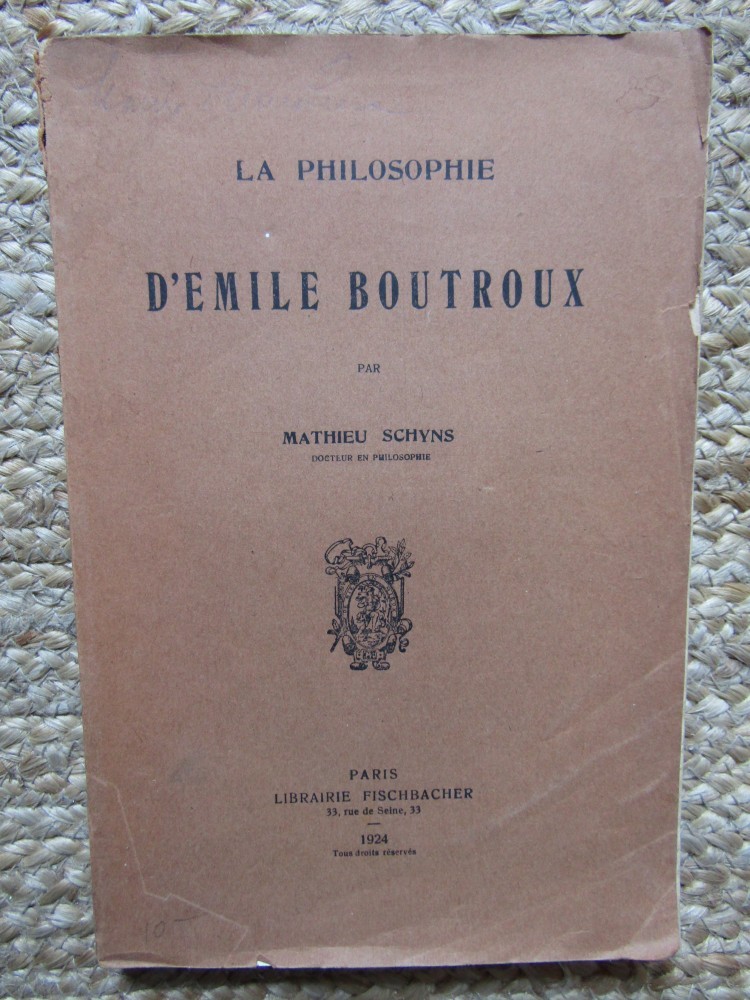 LA PHILOSOPHIE
D'EMILE BOUTROUX
PAR
MATHIEU SCHYNS
DOCTEUR EN PHILOSOPHIE
PARIS
LIBRAIRIE FISCHBACHER
33, rue de Seine, 33
1924
Tous droits réservés
10 -